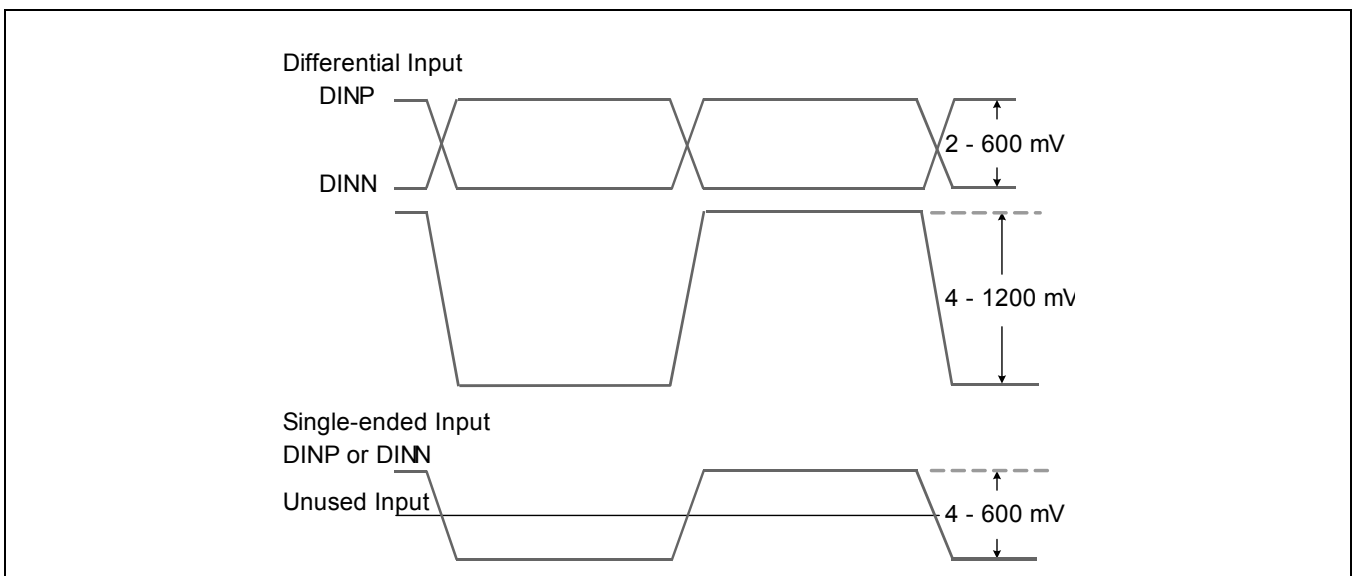 Differential Input
DINP
2 - 600 mV
DINN
4 - 1200 mV
Single-ended Input
DINP or DINN
Unused Input
4 - 600 mV